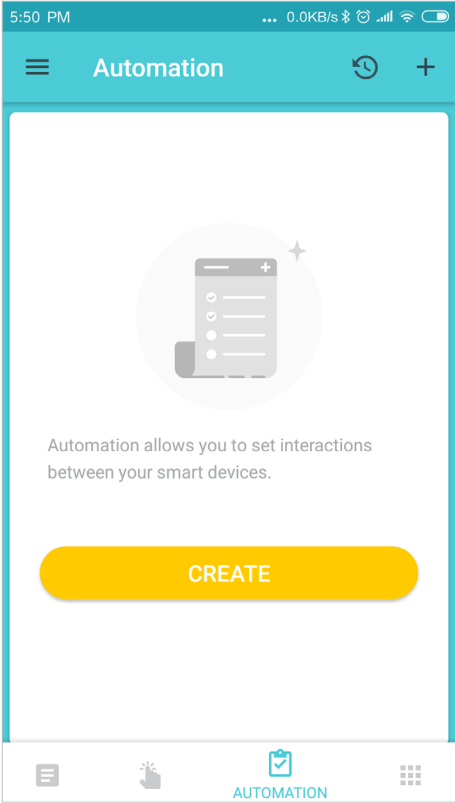 5:50 PM ... 0.0KB/s
Automation
Automation allows you to set interactions
between your smart devices.
CREATE
AUTOMATION